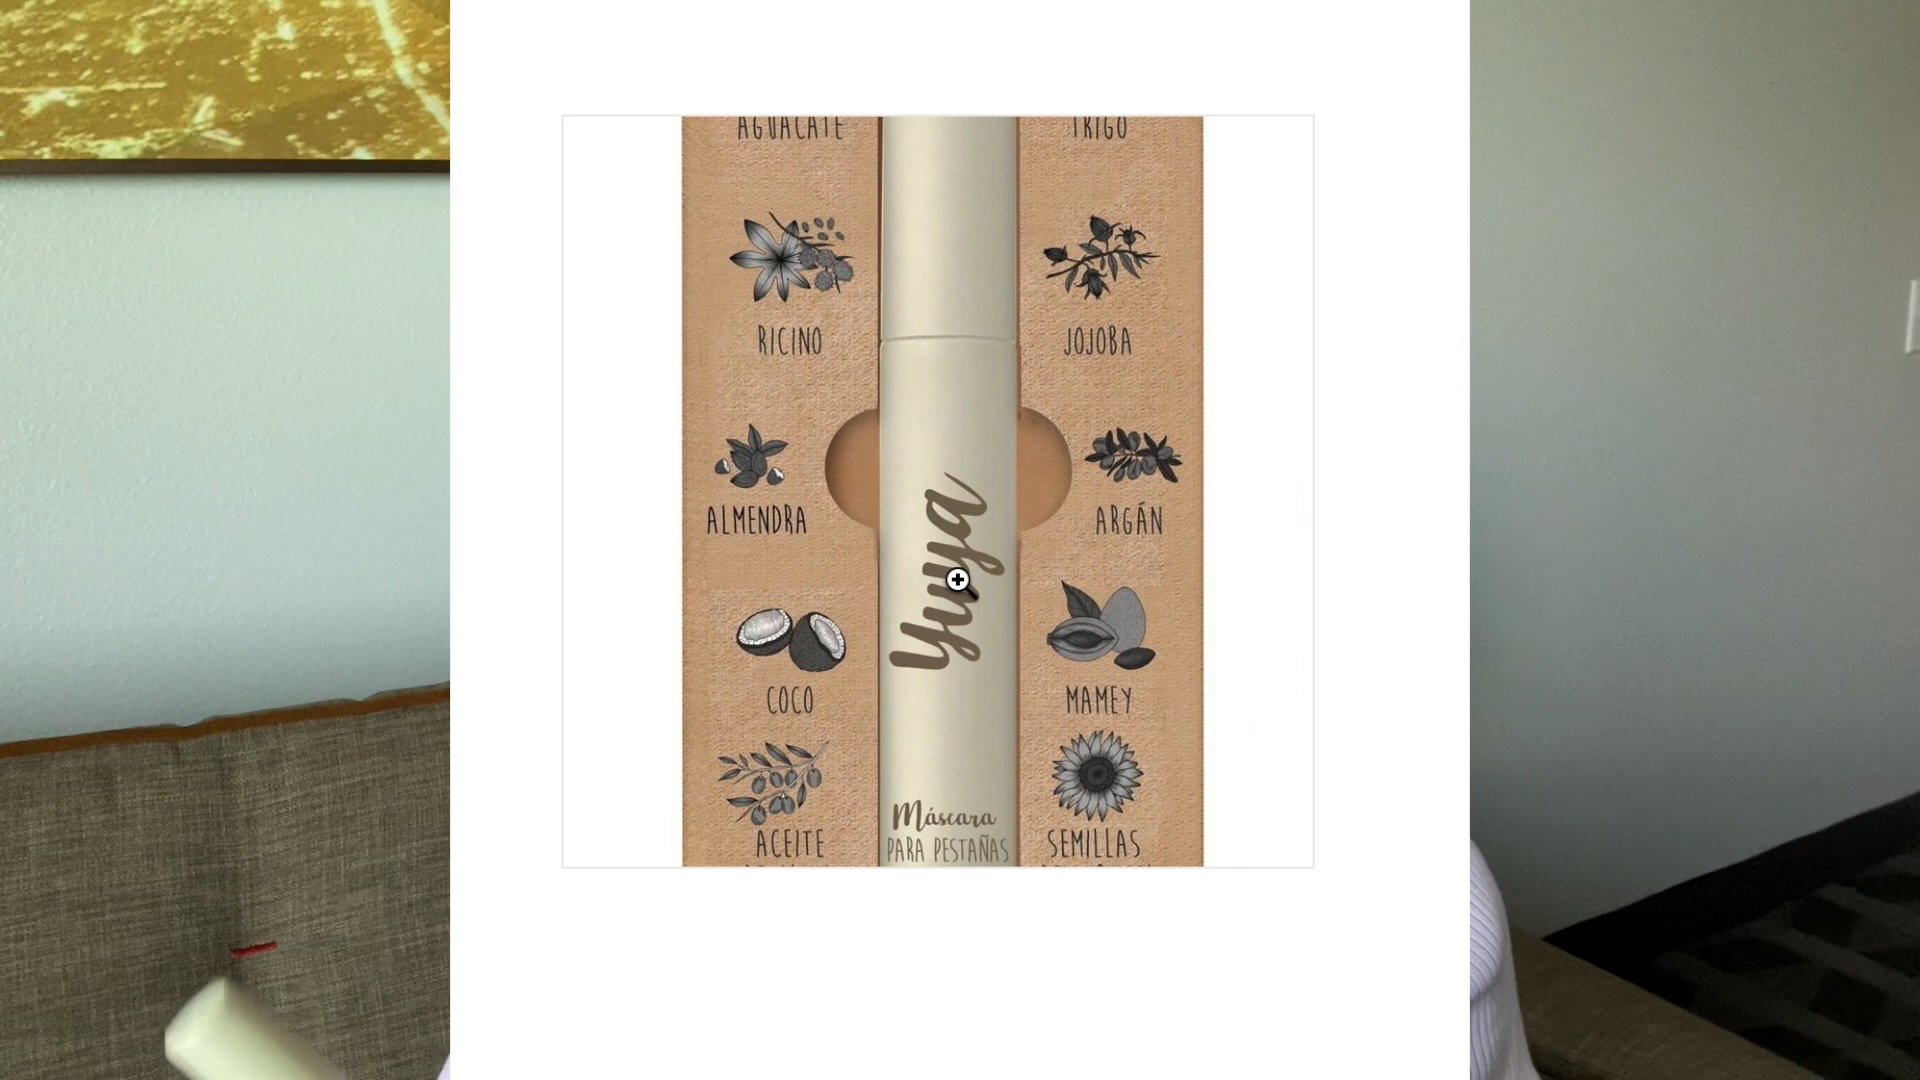 AGUACATE
TRIGO
RICINO
JOJOBA
ALMENDRA
ARGÁN
Yuya
COCO
MAMEY
Máscara
PARA PESTAÑAS
ACEITE
SEMILLAS